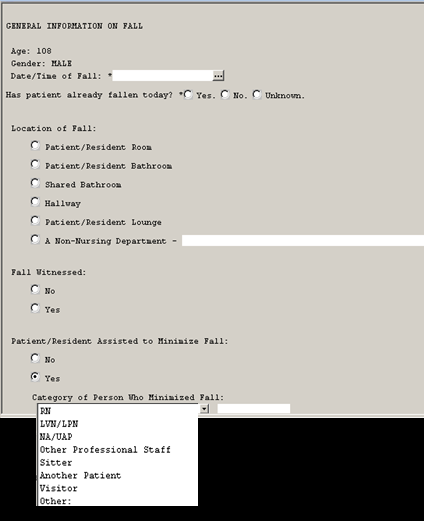 GENERAL INFORMATION ON FALL
Age: 108
Gender: MALE
Date/Time of Fall: * ...
Has patient already fallen today? * Yes. No. Unknown.
Location of Fall:
Patient/Resident Room
Patient/Resident Bathroom
Shared Bathroom
Hallway
Patient/Resident Lounge
A Non-Nursing Department -
Fall Witnessed:
No
Yes
Patient/Resident Assisted to Minimize Fall:
No
Yes
Category of Person Who Minimized Fall:
RN
LVN/LPN
NA/UAP
Other Professional Staff
Sitter
Another Patient
Visitor
Other: